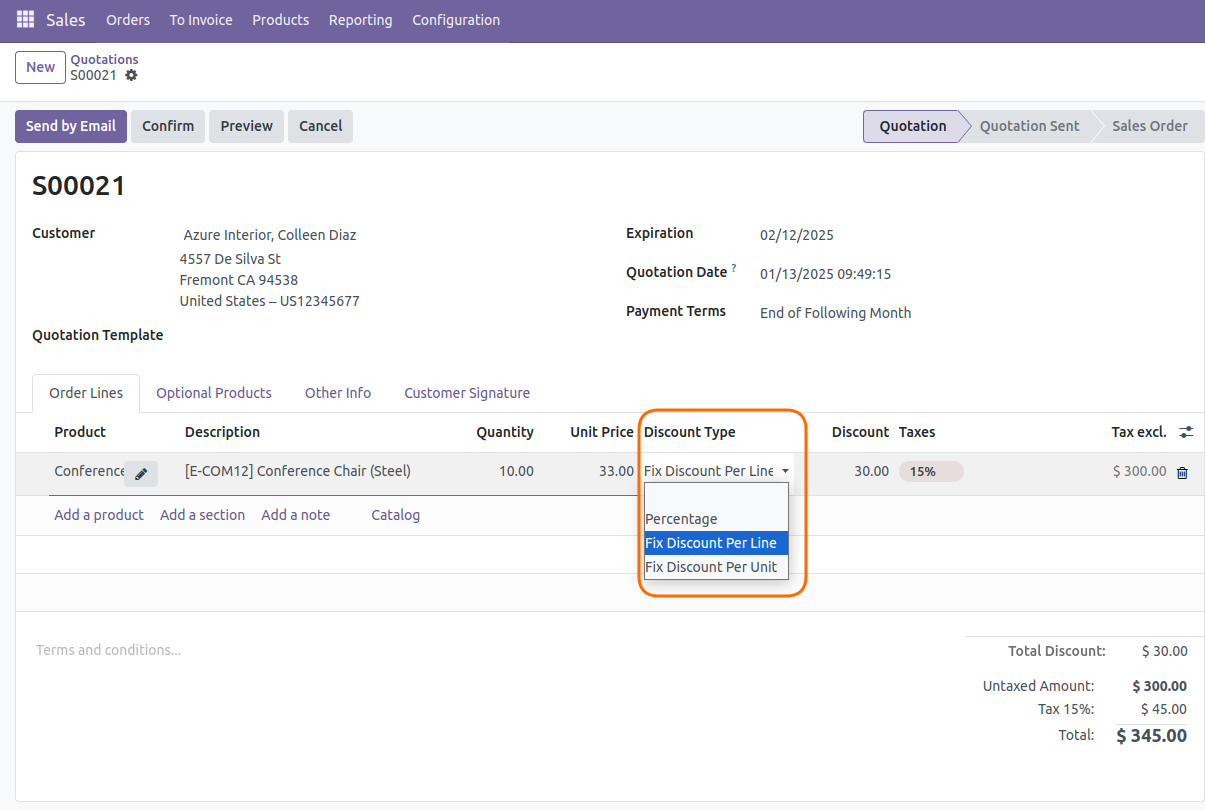 Sales Orders To Invoice Products Reporting Configuration
New Quotations
S00021
Send by Email Confirm Preview Cancel Quotation Quotation Sent Sales Order
S00021
Customer Azure Interior, Colleen Diaz Expiration 02/12/2025
4557 De Silva St
Fremont CA 94538
United States – US12345677
Quotation Date ? 01/13/2025 09:49:15
Payment Terms End of Following Month
Quotation Template
Order Lines Optional Products Other Info Customer Signature
Product Description Quantity Unit Price Discount Type Discount Taxes Tax excl.
Conference [E-COM12] Conference Chair (Steel) 10.00 33.00 Fix Discount Per Line 30.00 15% $ 300.00
Percentage
Fix Discount Per Line
Fix Discount Per Unit
Add a product Add a section Add a note Catalog
Terms and conditions...
Total Discount: $ 30.00
Untaxed Amount: $ 300.00
Tax 15%: $ 45.00
Total: $ 345.00